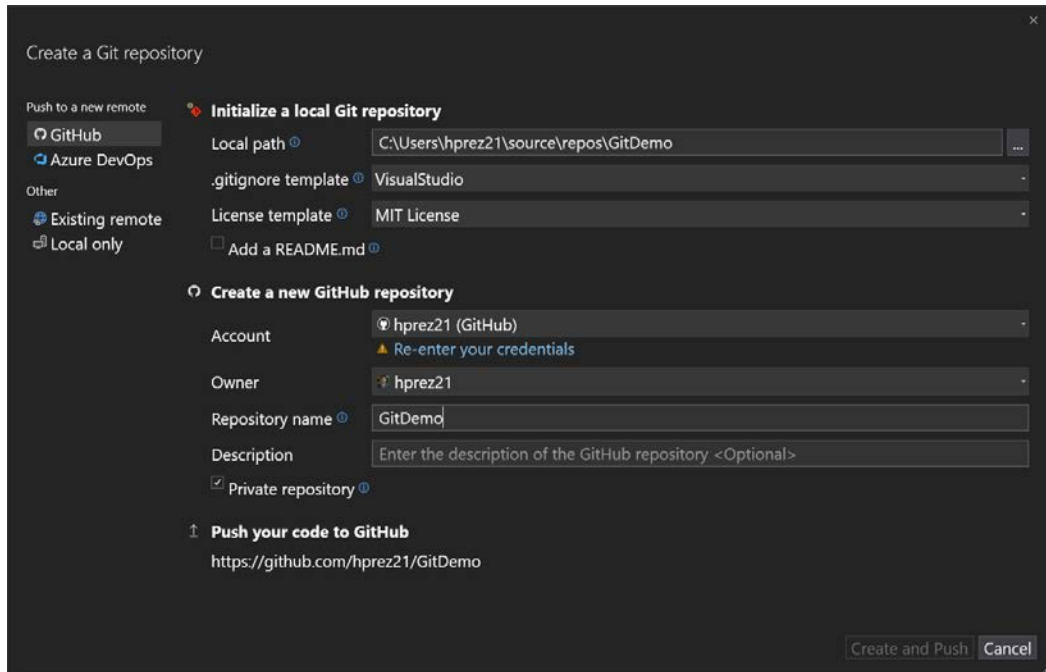 Create a Git repository
Push to a new remote
GitHub
Azure DevOps
Other
Existing remote
Local only
Initialize a local Git repository
Local path C:\Users\hprez21\source\repos\GitDemo ...
.gitignore template VisualStudio
License template MIT License
Add a README.md
Create a new GitHub repository
Account hprez21 (GitHub)
Re-enter your credentials
Owner hprez21
Repository name GitDemo
Description Enter the description of the GitHub repository <Optional>
Private repository
Push your code to GitHub
https://github.com/hprez21/GitDemo
Create and Push Cancel